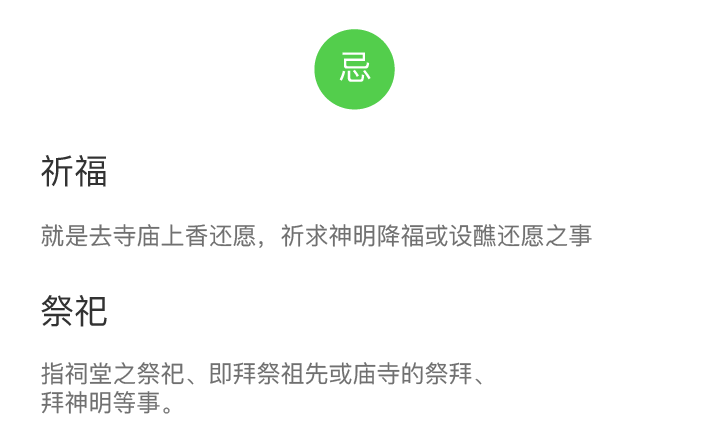 忌
祈福
就是去寺庙上香还愿，祈求神明降福或设醮还愿之事
祭祀
指祠堂之祭祀、即拜祭祖先或庙寺的祭拜、
拜神明等事。